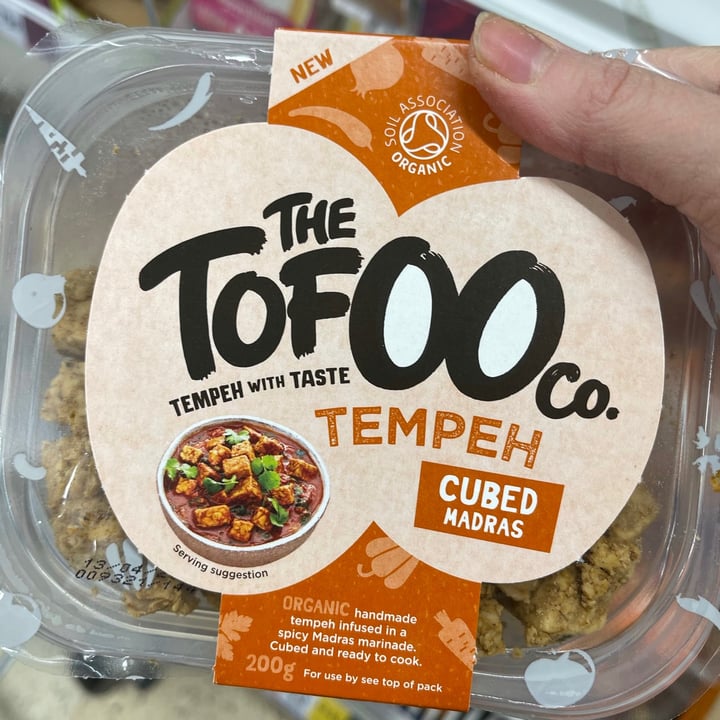 NEW
SOIL ASSOCIATION
ORGANIC
THE
TOFOO
CO.
TEMPEH WITH TASTE
TEMPEH
CUBED
MADRAS
Serving suggestion
ORGANIC handmade
tempeh infused in a
spicy Madras marinade.
Cubed and ready to cook.
200g For use by see top of pack